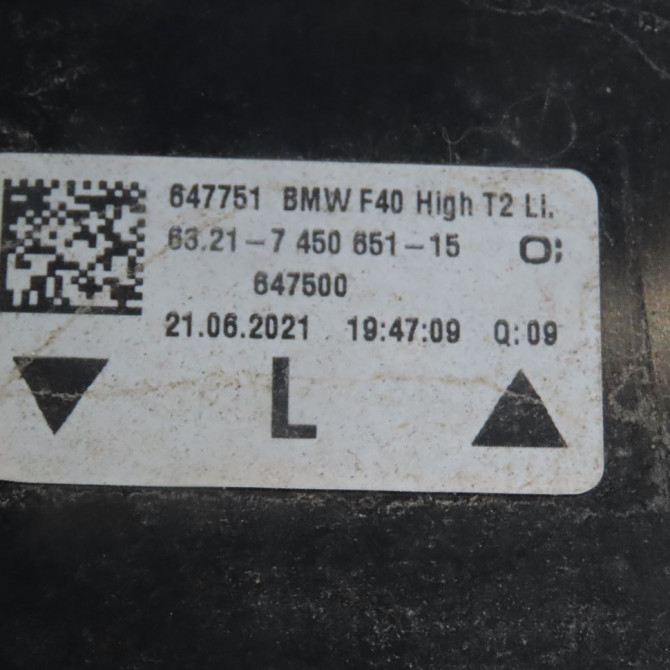 647751 BMW F40 High T2 LI.
63.21-7 450 651-15 O;
647500
21.06.2021 19:47:09 Q:09
L